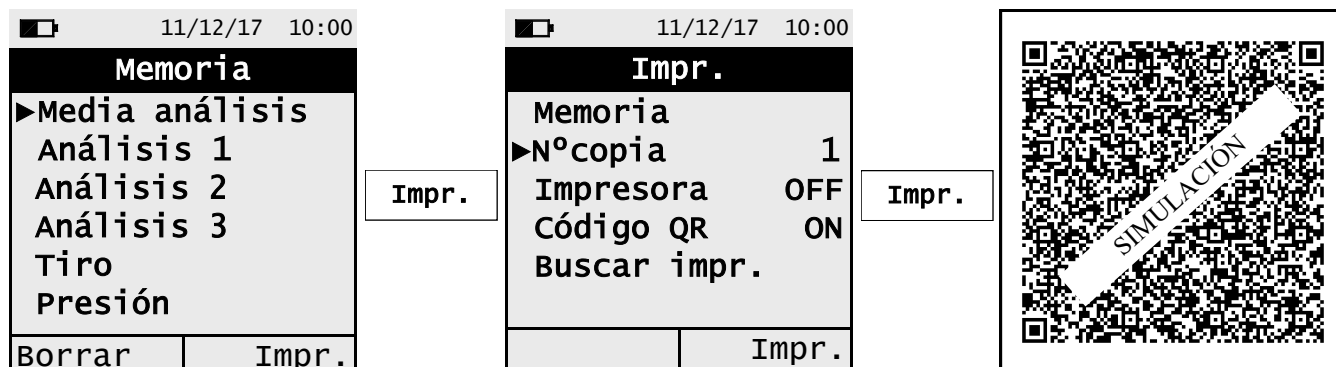 11/12/17 10:00
Memoria
►Media análisis
Análisis 1
Análisis 2
Análisis 3
Tiro
Presión
Borrar Impr.
Impr.
11/12/17 10:00
Impr.
Memoria
►Nºcopia 1
Impresora OFF
Código QR ON
Buscar impr.
Impr.
Impr.
SIMULACIÓN